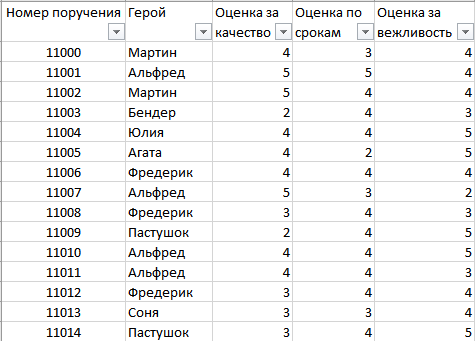 Номер поручения Герой Оценка за качество Оценка по срокам Оценка за вежливость
11000 Мартин 4 3 4
11001 Альфред 5 5 4
11002 Мартин 5 4 4
11003 Бендер 2 4 3
11004 Юлия 4 4 5
11005 Агата 4 2 5
11006 Фредерик 4 4 4
11007 Альфред 5 3 2
11008 Фредерик 3 4 3
11009 Пастушок 2 4 5
11010 Альфред 4 4 5
11011 Альфред 4 4 3
11012 Фредерик 3 4 4
11013 Соня 3 3 4
11014 Пастушок 3 4 5